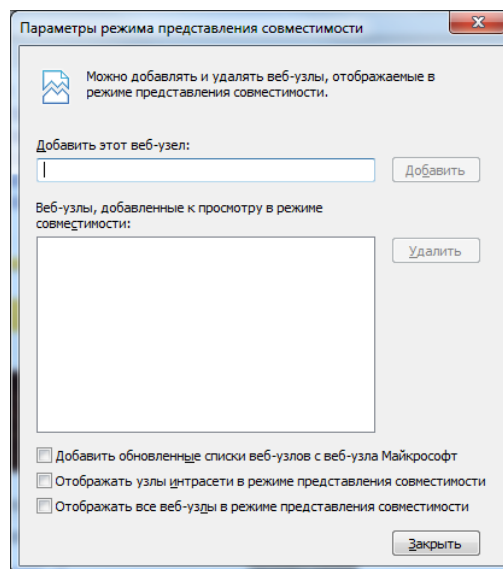 Параметры режима представления совместимости
Можно добавлять и удалять веб-узлы, отображаемые в
режиме представления совместимости.
Добавить этот веб-узел:
Добавить
Веб-узлы, добавленные к просмотру в режиме
совместимости:
Удалить
Добавить обновленные списки веб-узлов с веб-узла Майкрософт
Отображать узлы интрасети в режиме представления совместимости
Отображать все веб-узлы в режиме представления совместимости
Закрыть